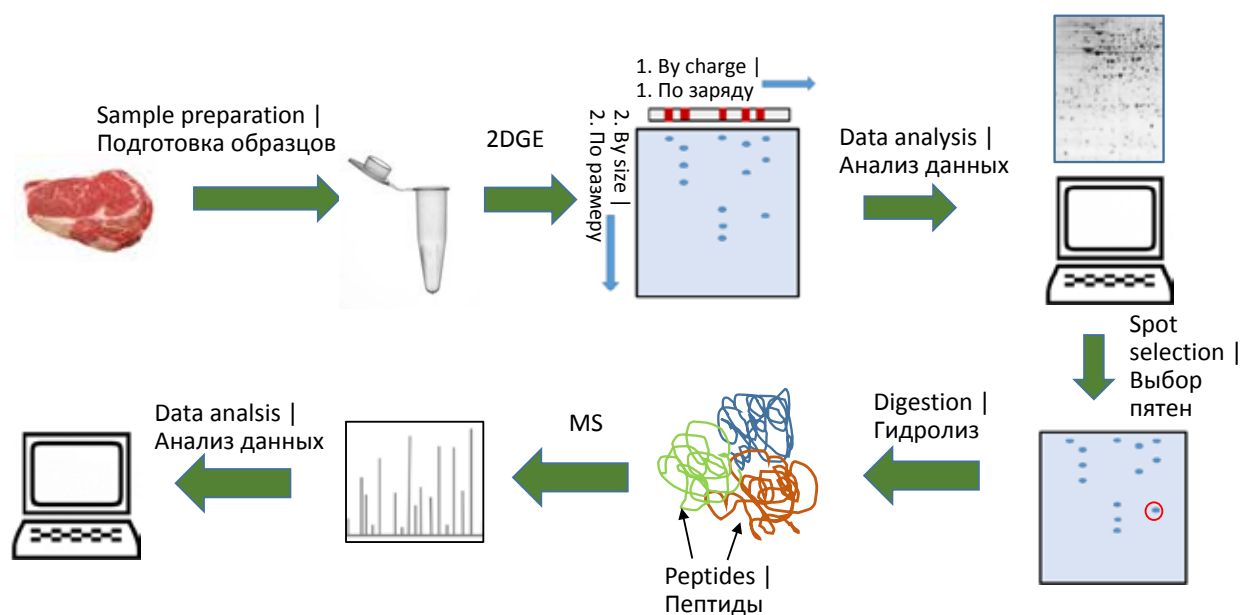 Sample preparation |
Подготовка образцов
2DGE
1. By charge |
1. По заряду
2. By size |
2. По размеру
Data analysis |
Анализ данных
Spot
selection |
Выбор
пятен
Digestion |
Гидролиз
Peptides |
Пептиды
MS
Data analsis |
Анализ данных